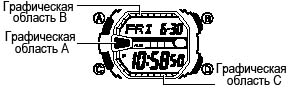 Графическая
область B
A
B
FRI 6-30
Графическая
область A
10:58 50
C
D
Графическая
область C